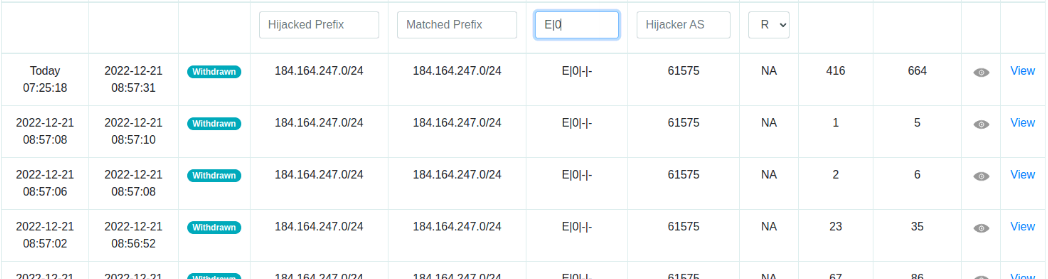 Hijacked Prefix Matched Prefix E|0 Hijacker AS R
Today 2022-12-21 Withdrawn 184.164.247.0/24 184.164.247.0/24 E|0|-|- 61575 NA 416 664 View
07:25:18 08:57:31
2022-12-21 2022-12-21 Withdrawn 184.164.247.0/24 184.164.247.0/24 E|0|-|- 61575 NA 1 5 View
08:57:08 08:57:10
2022-12-21 2022-12-21 Withdrawn 184.164.247.0/24 184.164.247.0/24 E|0|-|- 61575 NA 2 6 View
08:57:06 08:57:08
2022-12-21 2022-12-21 Withdrawn 184.164.247.0/24 184.164.247.0/24 E|0|-|- 61575 NA 23 35 View
08:57:02 08:56:52
2022-12-21 2022-12-21 Withdrawn 184.164.247.0/24 184.164.247.0/24 E|0|-|- 61575 NA 67 86 View